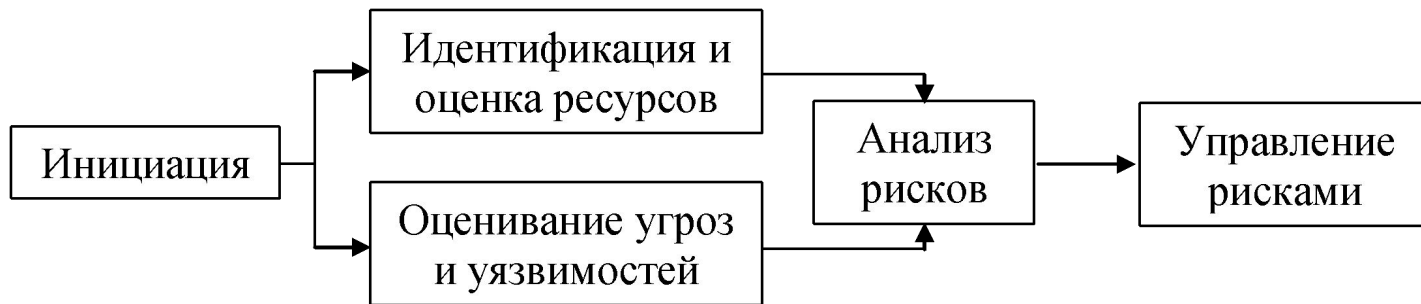 Инициация
Идентификация и
оценка ресурсов
Оценивание угроз
и уязвимостей
Анализ
рисков
Управление
рисками